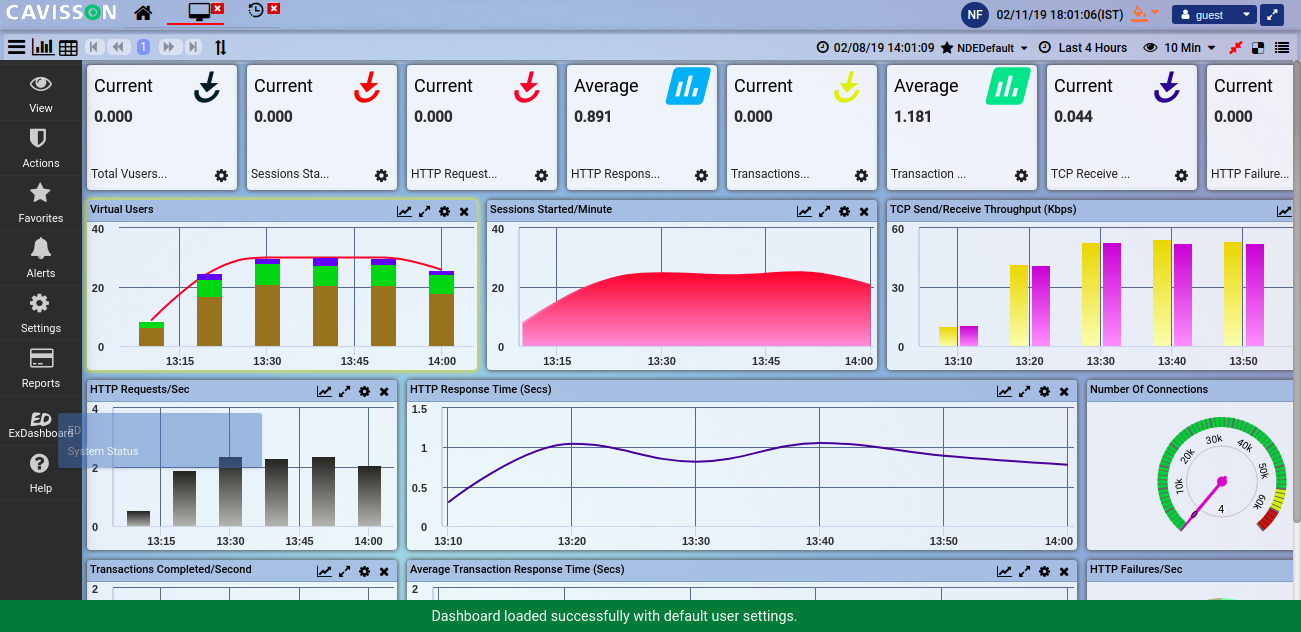 CAVISSON
NF 02/11/19 18:01:06(IST) guest
1 02/08/19 14:01:09 NDEDefault Last 4 Hours 10 Min
View
Actions
Favorites
Alerts
Settings
Reports
ED
ExDashboard
Help
ED
System Status
Current
0.000
Total Vusers...
Current
0.000
Sessions Sta...
Current
0.000
HTTP Request...
Average
0.891
HTTP Respons...
Current
0.000
Transactions...
Average
1.181
Transaction ...
Current
0.044
TCP Receive ...
Current
0.000
HTTP Failure...
Virtual Users
40
20
0
13:15 13:30 13:45 14:00
Sessions Started/Minute
40
20
0
13:15 13:30 13:45 14:00
TCP Send/Receive Throughput (Kbps)
60
30
0
13:10 13:20 13:30 13:40 13:50
HTTP Requests/Sec
4
2
0
13:15 13:30 13:45 14:00
HTTP Response Time (Secs)
1.5
1
0.5
0
13:10 13:20 13:30 13:40 13:50 14:00
Number Of Connections
0 10k 20k 30k 40k 50k 60k
4
Transactions Completed/Second
2
Average Transaction Response Time (Secs)
2
HTTP Failures/Sec
Dashboard loaded successfully with default user settings.